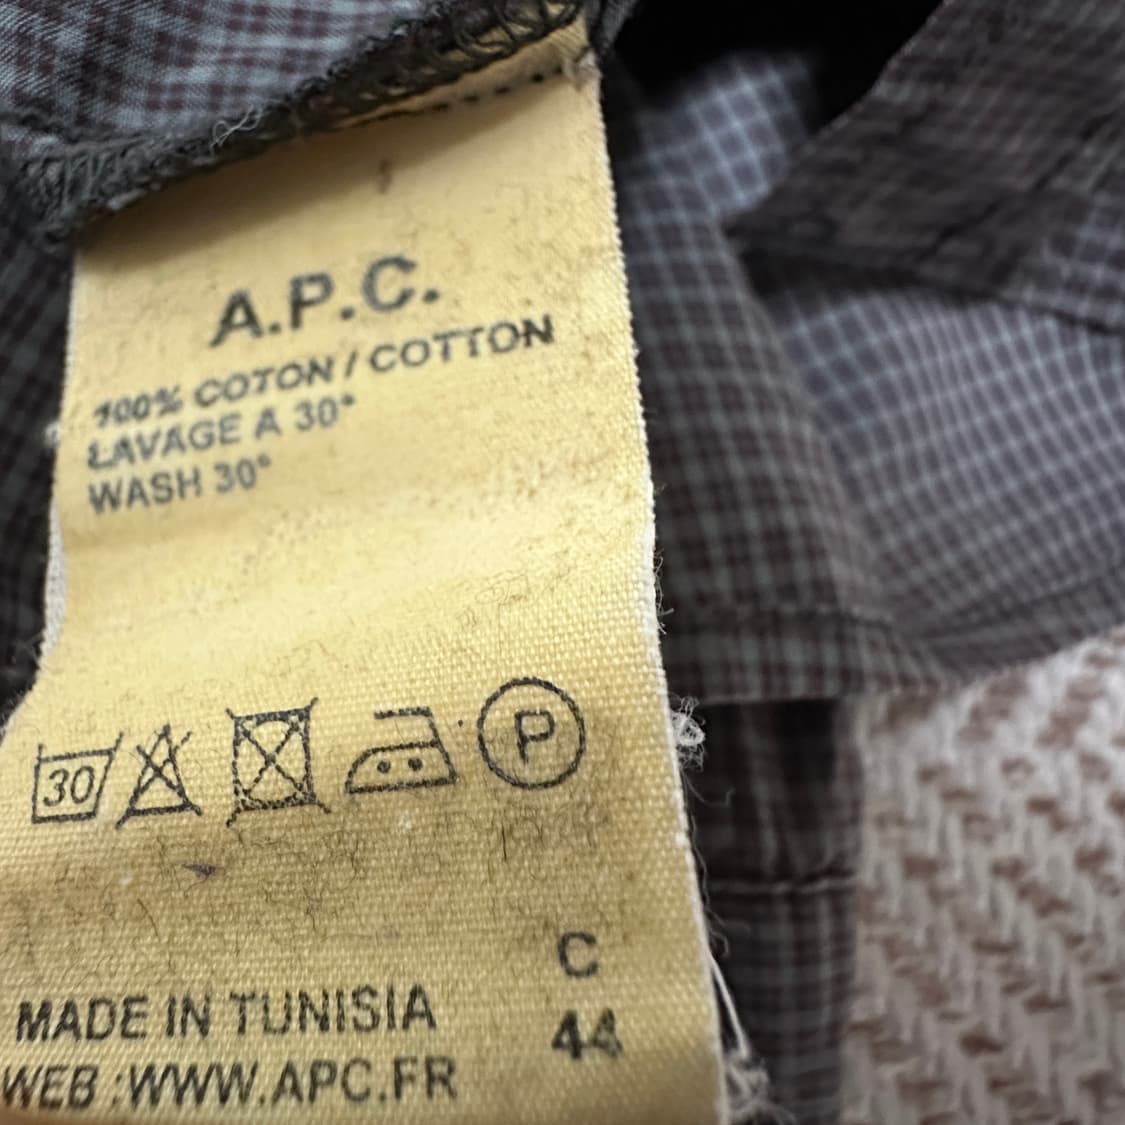 A.P.C.
100% COTON / COTTON
LAVAGE A 30°
WASH 30°
30 P
C
44
MADE IN TUNISIA
WEB :WWW.APC.FR